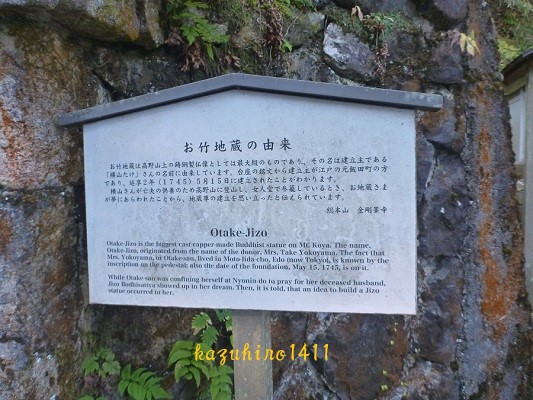 お竹地蔵の由来
お竹地蔵は高野山上の鋳銅製仏像としては最大級のものであり、その名は建立主である
「横山たけ」さんの名前に由来しています。台座の銘文から建立主が江戸の元飯田町の方
であり、延享2年（1745）5月15日に建立されたことがわかります。
横山さんが亡夫の供養のため高野山に登山し、女人堂で参籠しているとき、お地蔵さま
が夢にあらわれたことから、地蔵尊の建立を思い立ったと伝えられています。
総本山　金剛峯寺
Otake-Jizo
Otake-Jizo is the biggest cast-cupper-made Buddhist statue on Mt. Koya. The name,
Otake-Jizo, originated from the name of the donor, Mrs. Take Yokoyama. The fact that
Mrs. Yokoyama, or Otake-san, lived in Moto-Iida-cho, Edo (now Tokyo), is known by the
inscription on the pedestal; also the date of the foundation, May 15, 1745, is on it.
While Otake-san was confining herself at Nyonin-do to pray for her deceased husband,
Jizo Bodhisattva showed up in her dream. Then, it is told, that an idea to build a Jizo
statue occurred to her.
kazuhiro1411